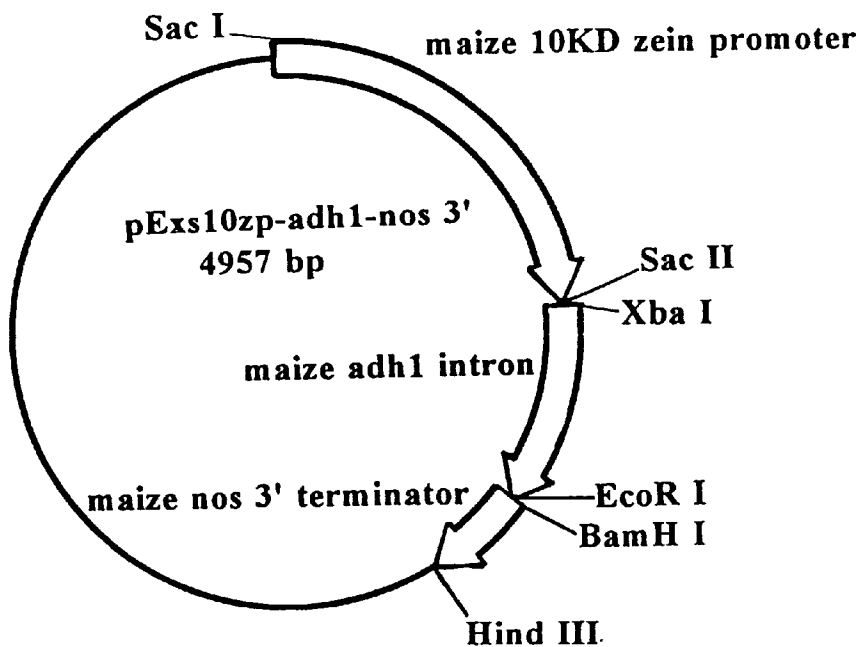 Sac I
maize 10KD zein promoter
pExs10zp-adh1-nos 3'
4957 bp
Sac II
Xba I
maize adh1 intron
maize nos 3' terminator
EcoR I
BamH I
Hind III